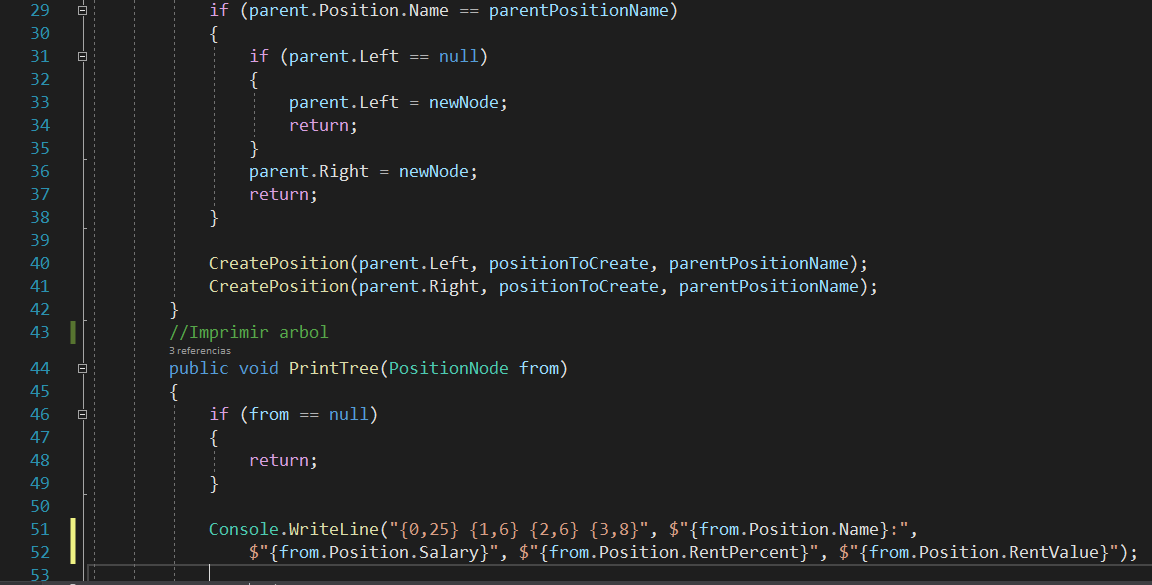 29 if (parent.Position.Name == parentPositionName)
30 {
31 if (parent.Left == null)
32 {
33 parent.Left = newNode;
34 return;
35 }
36 parent.Right = newNode;
37 return;
38 }
39
40 CreatePosition(parent.Left, positionToCreate, parentPositionName);
41 CreatePosition(parent.Right, positionToCreate, parentPositionName);
42 }
43 //Imprimir arbol
3 referencias
44 public void PrintTree(PositionNode from)
45 {
46 if (from == null)
47 {
48 return;
49 }
50
51 Console.WriteLine("{0,25} {1,6} {2,6} {3,8}", $"{from.Position.Name}:",
52 $"{from.Position.Salary}", $"{from.Position.RentPercent}", $"{from.Position.RentValue}");
53